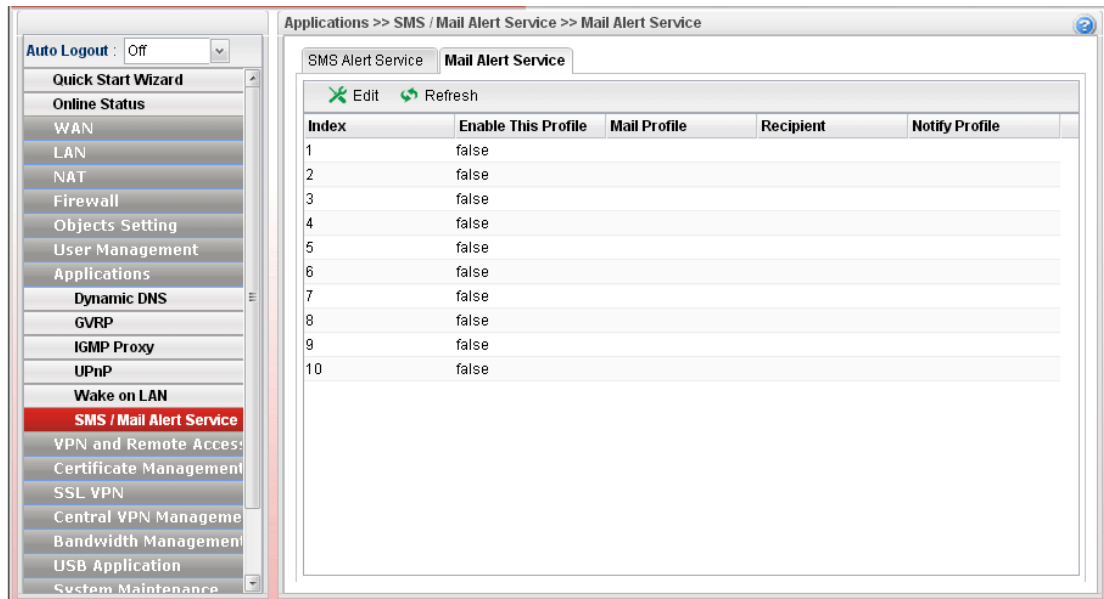 Applications >> SMS / Mail Alert Service >> Mail Alert Service
Auto Logout : Off
Quick Start Wizard
Online Status
WAN
LAN
NAT
Firewall
Objects Setting
User Management
Applications
Dynamic DNS
GVRP
IGMP Proxy
UPnP
Wake on LAN
SMS / Mail Alert Service
VPN and Remote Access
Certificate Management
SSL VPN
Central VPN Manageme
Bandwidth Management
USB Application
System Maintenance
SMS Alert Service Mail Alert Service
Edit Refresh
Index Enable This Profile Mail Profile Recipient Notify Profile
1 false
2 false
3 false
4 false
5 false
6 false
7 false
8 false
9 false
10 false